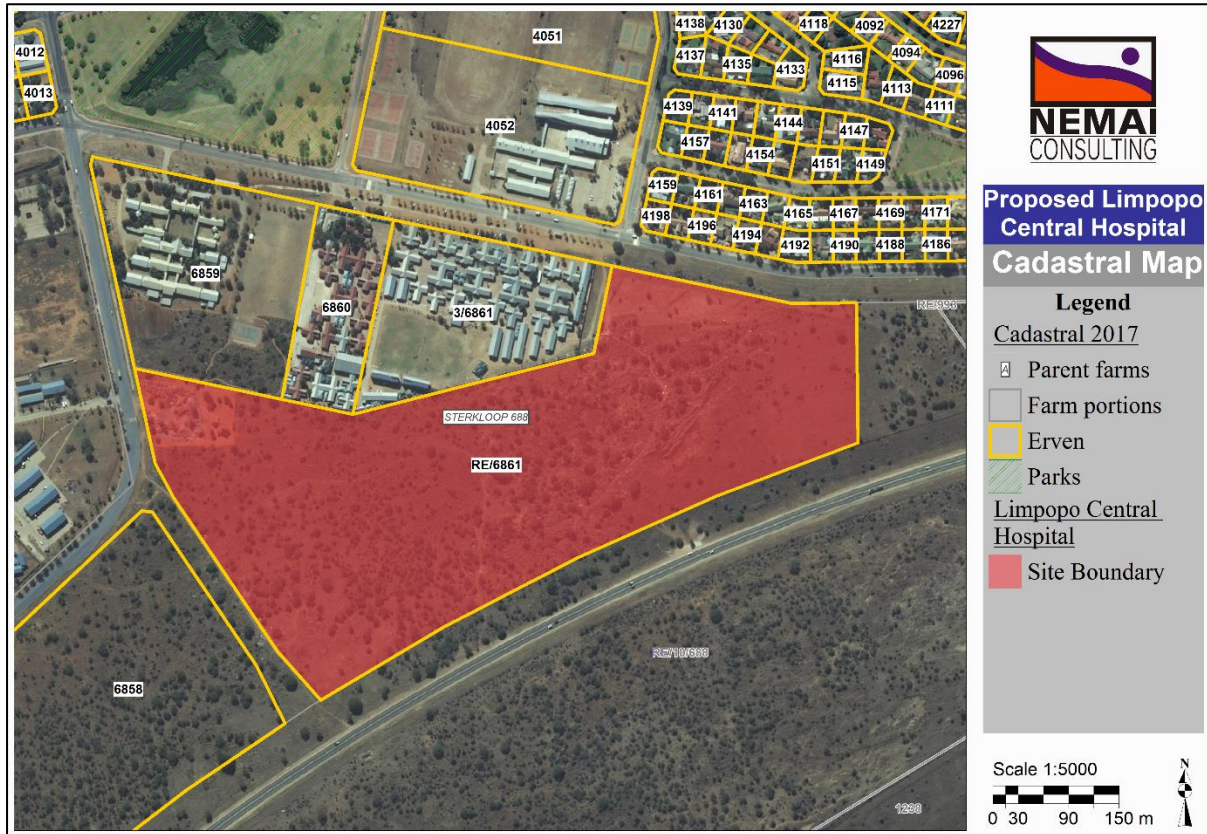 4138
4130
4118
4092
4227
4012
4051
4137
4135
4133
4116
4094
4096
4013
4115
4113
4111
4139
4141
4144
4147
4052
4157
4154
4151
4149
4159
4161
4163
4198
4196
4194
4165
4167
4169
4171
4192
4190
4188
4186
6859
6860
3/6861
RE/993
STERKLOOP 688
RE/6861
RE/10/688
6858
1238
NEMAI
CONSULTING
Proposed Limpopo
Central Hospital
Cadastral Map
Legend
Cadastral 2017
A Parent farms
Farm portions
Erven
Parks
Limpopo Central
Hospital
Site Boundary
Scale 1:5000
N
0 30 90 150 m